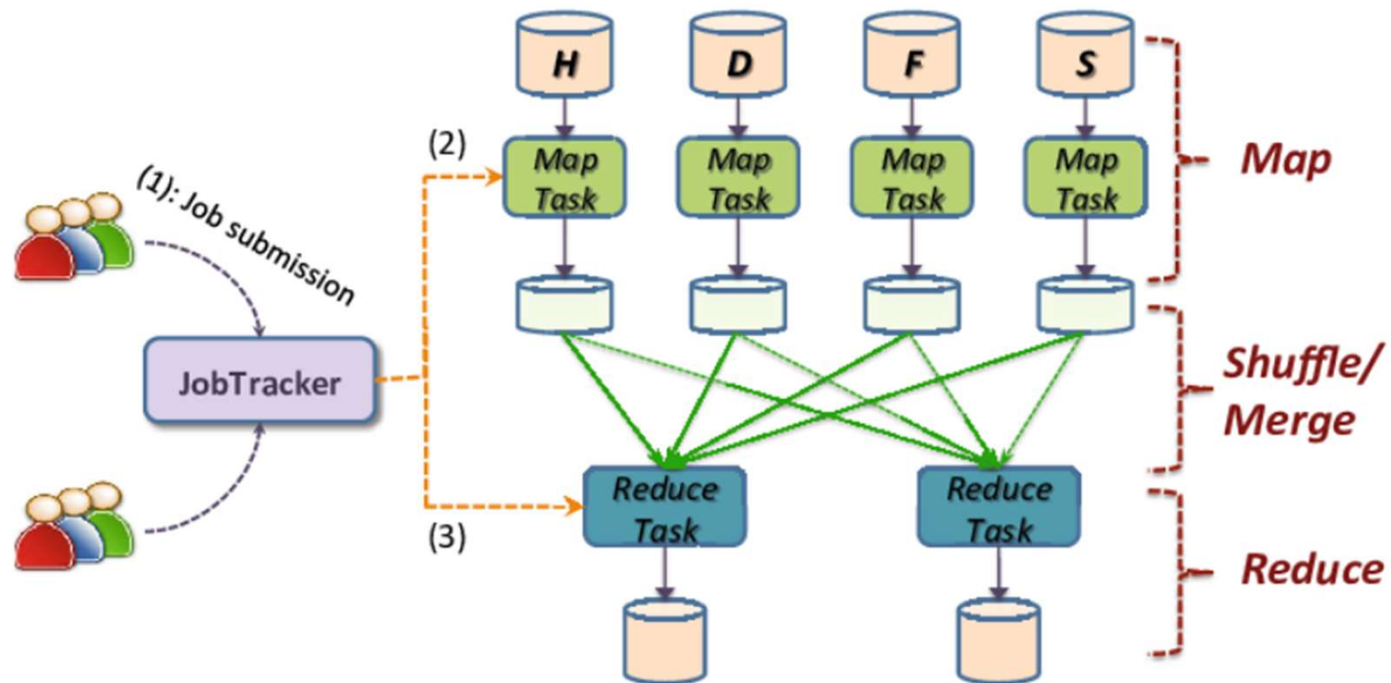 H
D
F
S
(2)
Map
Task
Map
Task
Map
Task
Map
Task
Map
(1): Job submission
JobTracker
Shuffle/
Merge
Reduce
Task
Reduce
Task
(3)
Reduce